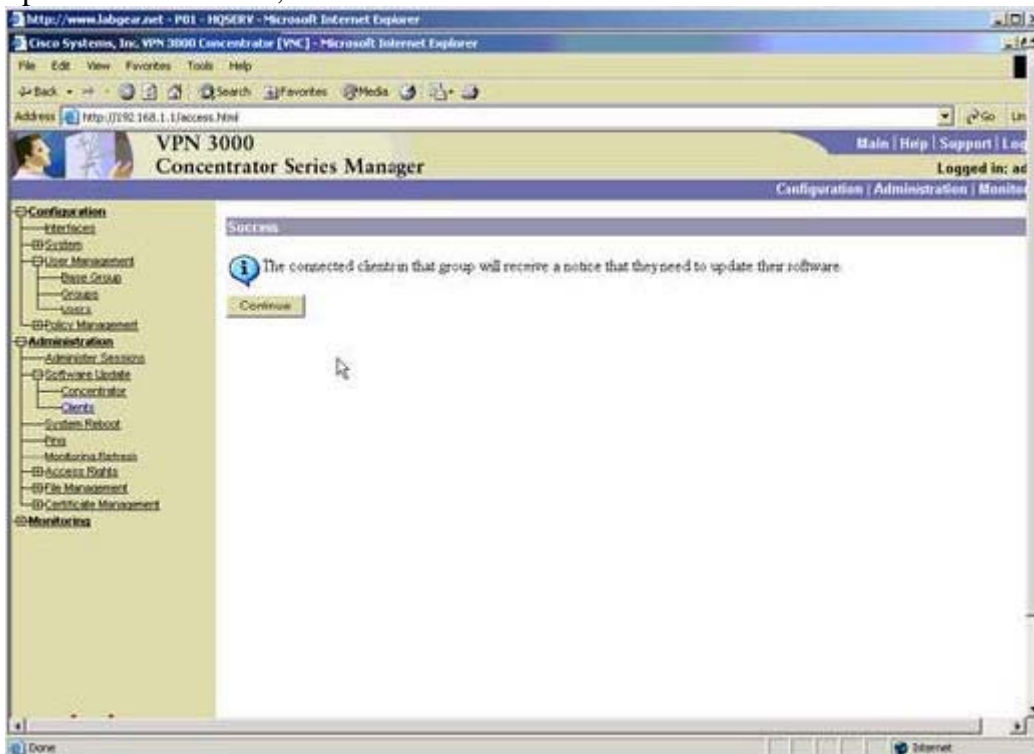 http://www.labgear.net - P01 - HQSERV - Microsoft Internet Explorer
Cisco Systems, Inc. VPN 3000 Concentrator [VNC] - Microsoft Internet Explorer
File Edit View Favorites Tools Help
Back Search Favorites Media
Address http://192.168.1.1/access.html Go
VPN 3000
Concentrator Series Manager
Main | Help | Support | Log
Logged in: ad
Configuration | Administration | Monito
Configuration
Interfaces
System
User Management
Base Group
Groups
Users
Policy Management
Administration
Administer Sessions
Software Update
Concentrator
Clients
System Reboot
Ping
Monitoring Refresh
Access Rights
File Management
Certificate Management
Monitoring
Success
The connected clients in that group will receive a notice that they need to update their software.
Continue
Done Internet